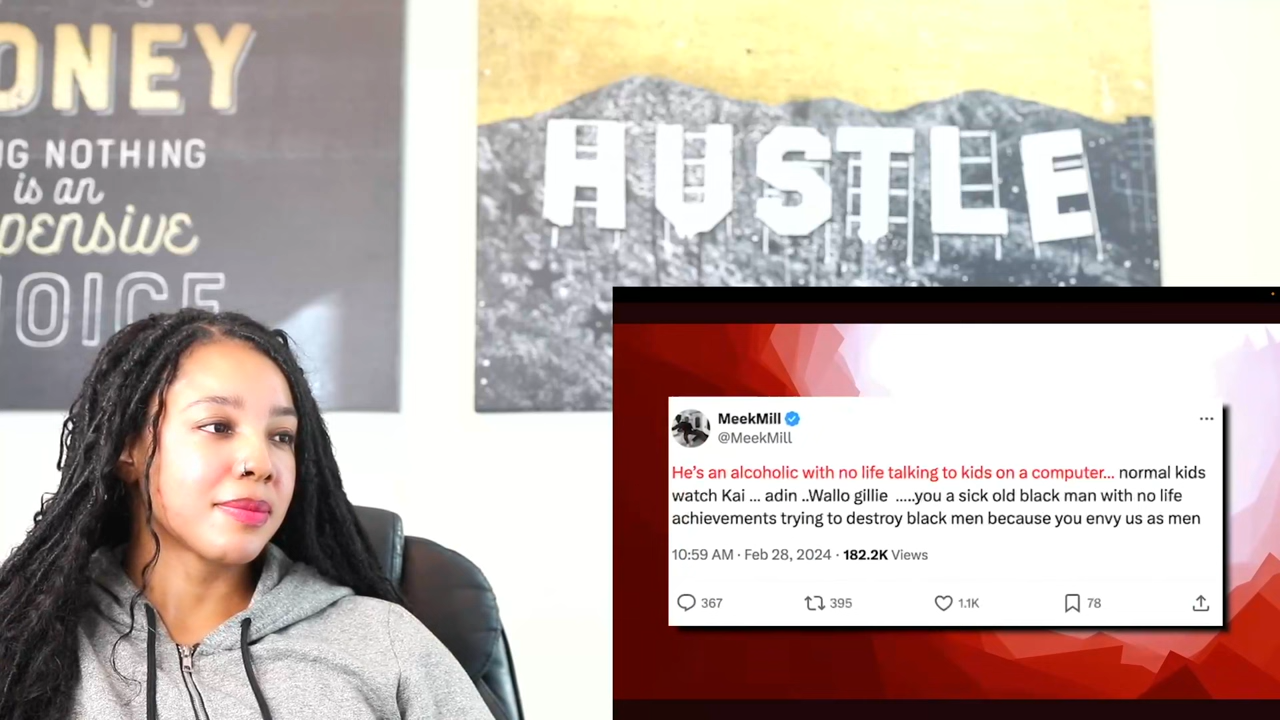 ONEY
NG NOTHING
is an
pensive
HOICE
HUSTLE
MeekMill
@MeekMill
He's an alcoholic with no life talking to kids on a computer... normal kids
watch Kai ... adin ..Wallo gillie .....you a sick old black man with no life
achievements trying to destroy black men because you envy us as men
10:59 AM · Feb 28, 2024 · 182.2K Views
367 395 1.1K 78